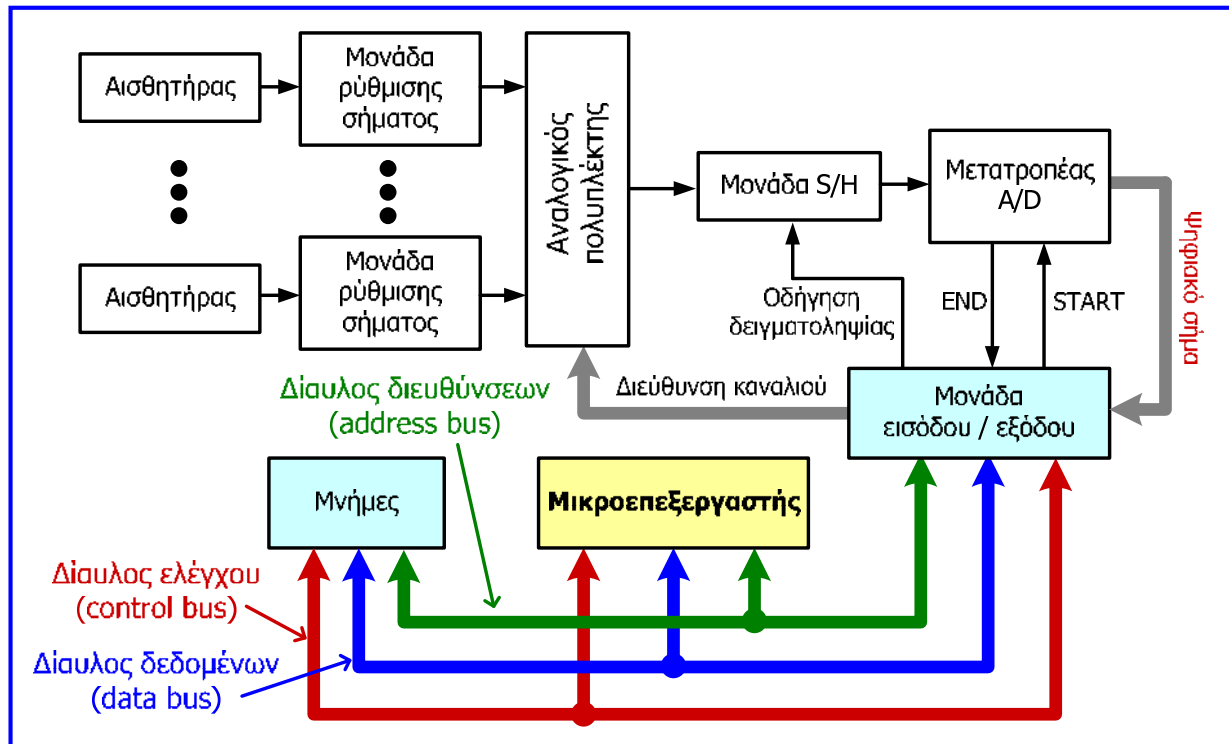 Αισθητήρας
Μονάδα
ρύθμισης
σήματος
Αναλογικός
πολυπλέκτης
Μονάδα S/H
Μετατροπέας
A/D
Ψηφιακό σήμα
Αισθητήρας
Μονάδα
ρύθμισης
σήματος
Οδήγηση
δειγματοληψίας
END
START
Διεύθυνση καναλιού
Μονάδα
εισόδου / εξόδου
Δίαυλος διευθύνσεων
(address bus)
Μνήμες
Μικροεπεξεργαστής
Δίαυλος ελέγχου
(control bus)
Δίαυλος δεδομένων
(data bus)